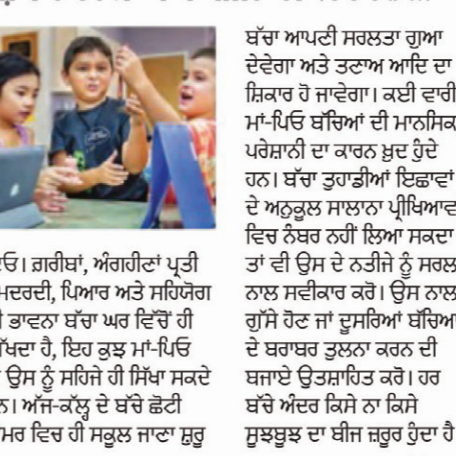 ਓ। ਗ਼ਰੀਬਾਂ, ਅੰਗਹੀਣਾਂ ਪ੍ਰਤੀ
ਮਦਰਦੀ, ਪਿਆਰ ਅਤੇ ਸਹਿਯੋਗ
ਭਾਵਨਾ ਬੱਚਾ ਘਰ ਵਿੱਚੋਂ ਹੀ
ਖਦਾ ਹੈ, ਇਹ ਕੁਝ ਮਾਂ-ਪਿਓ
ਉਸ ਨੂੰ ਸਹਿਜੇ ਹੀ ਸਿੱਖਾ ਸਕਦੇ
ਨ। ਅੱਜ-ਕੱਲ੍ਹ ਦੇ ਬੱਚੇ ਛੋਟੀ
ਮਰ ਵਿਚ ਹੀ ਸਕੂਲ ਜਾਣਾ ਸ਼ੁਰੂ
ਬੱਚਾ ਆਪਣੀ ਸਰਲਤਾ ਗੁਆ
ਦੇਵੇਗਾ ਅਤੇ ਤਣਾਅ ਆਦਿ ਦਾ
ਸ਼ਿਕਾਰ ਹੋ ਜਾਵੇਗਾ। ਕਈ ਵਾਰੀ
ਮਾਂ-ਪਿਓ ਬੱਚਿਆਂ ਦੀ ਮਾਨਸਿਕ
ਪਰੇਸ਼ਾਨੀ ਦਾ ਕਾਰਨ ਖ਼ੁਦ ਹੁੰਦੇ
ਹਨ। ਬੱਚਾ ਤੁਹਾਡੀਆਂ ਇਛਾਵਾਂ
ਦੇ ਅਨੁਕੂਲ ਸਾਲਾਨਾ ਪ੍ਰੀਖਿਆਵ
ਵਿਚ ਨੰਬਰ ਨਹੀਂ ਲਿਆ ਸਕਦਾ
ਤਾਂ ਵੀ ਉਸ ਦੇ ਨਤੀਜੇ ਨੂੰ ਸਰਲ
ਨਾਲ ਸਵੀਕਾਰ ਕਰੋ। ਉਸ ਨਾਲ
ਗੁੱਸੇ ਹੋਣ ਜਾਂ ਦੂਸਰਿਆਂ ਬੱਚਿਆ
ਦੇ ਬਰਾਬਰ ਤੁਲਨਾ ਕਰਨ ਦੀ
ਬਜਾਏ ਉਤਸ਼ਾਹਿਤ ਕਰੋ। ਹਰ
ਬੱਚੇ ਅੰਦਰ ਕਿਸੇ ਨਾ ਕਿਸੇ
ਸੂਝਬੂਝ ਦਾ ਬੀਜ ਜ਼ਰੂਰ ਹੁੰਦਾ ਹੈ